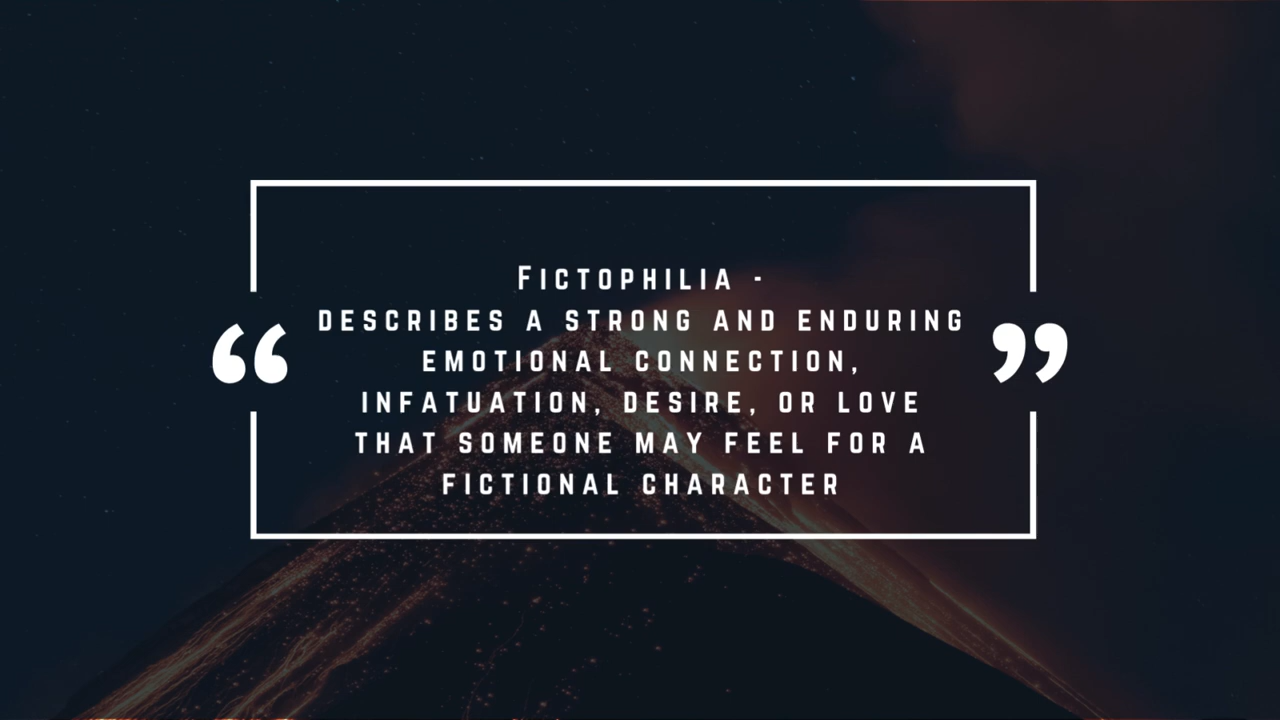 Fictophilia -
describes a strong and enduring
emotional connection,
infatuation, desire, or love
that someone may feel for a
fictional character